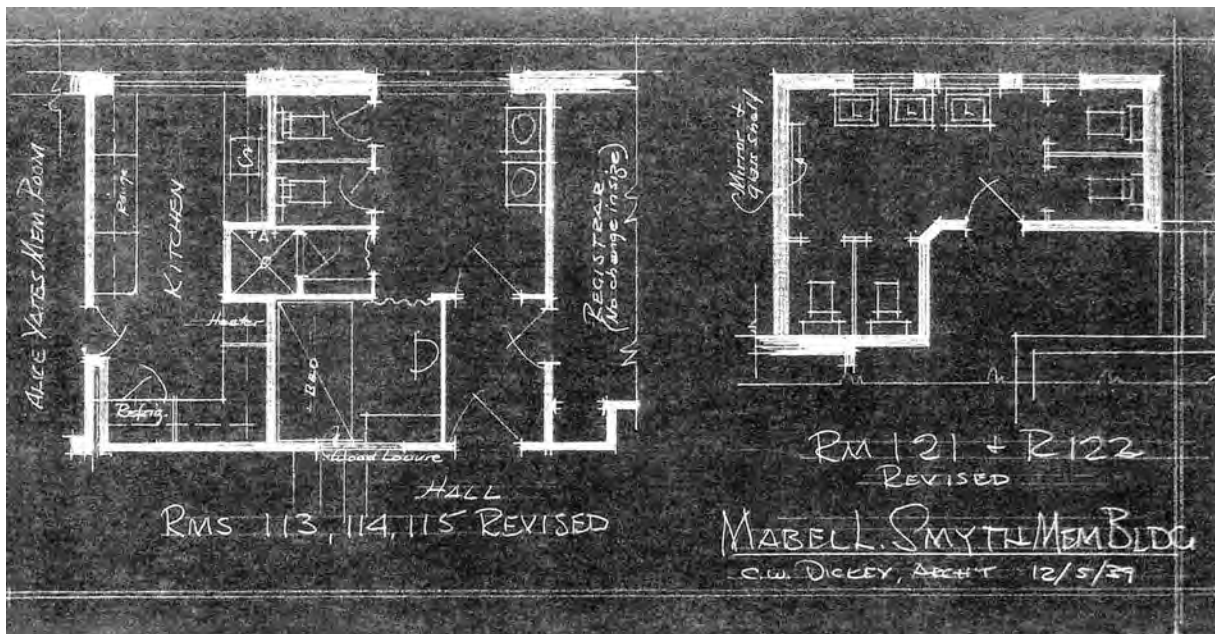 ALICE YATES MEM. ROOM
Range
KITCHEN
Heater
Refrig.
BED
Wood Louvre
REGISTRAR
(No change in size)
HALL
RMS 113, 114, 115 REVISED
Mirror &
glass shelf
RM 121 & R122
REVISED
MABEL L. SMYTH MEM BLDG
C.W. DICKEY, ARCH'T 12/5/39